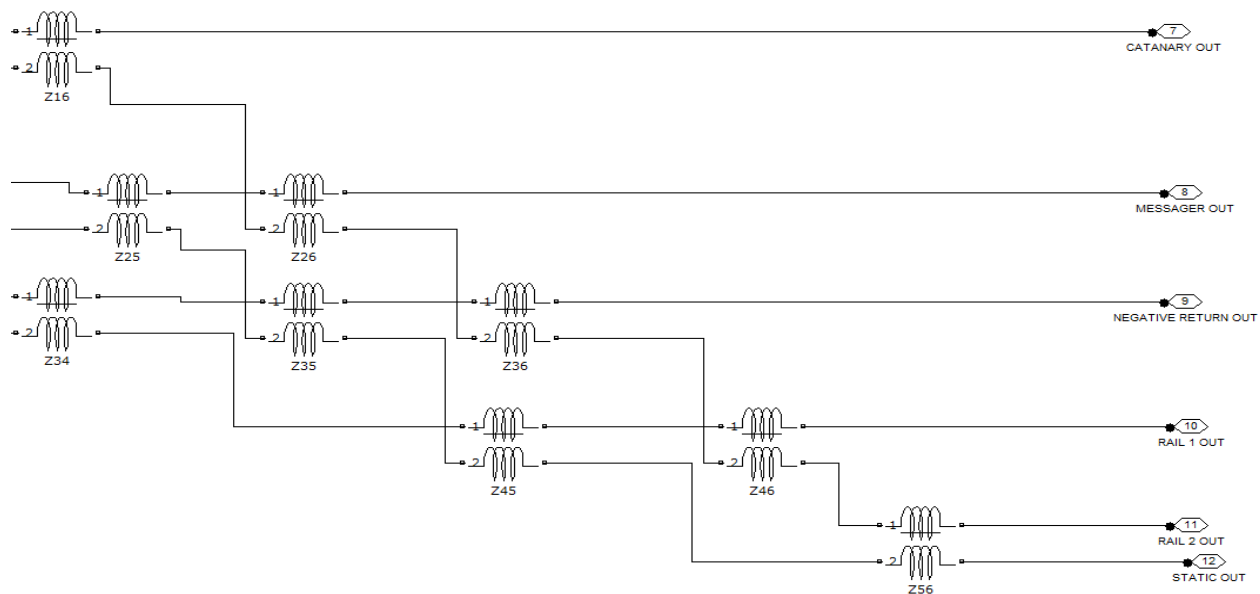 1
7
CATANARY OUT
2
Z16
1
1
8
MESSAGER OUT
2
2
Z25
Z26
1
1
1
9
NEGATIVE RETURN OUT
2
2
2
Z34
Z35
Z36
1
1
10
RAIL 1 OUT
2
2
Z45
Z46
1
11
RAIL 2 OUT
2
12
STATIC OUT
Z56